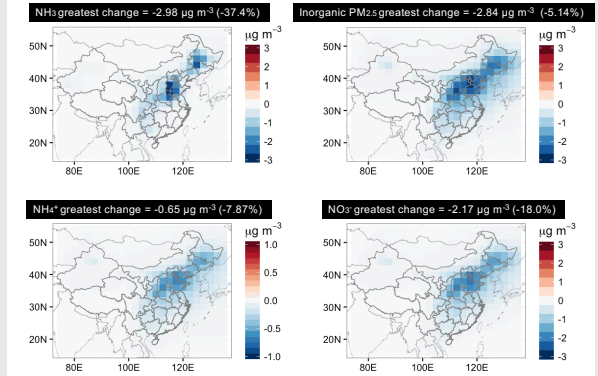 NH3 greatest change = -2.98 µg m-3 (-37.4%)
Inorganic PM2.5 greatest change = -2.84 µg m-3 (-5.14%)
µg m−3
50N
40N
30N
20N
80E 100E 120E
3
2
1
0
-1
-2
-3
µg m−3
50N
40N
30N
20N
80E 100E 120E
3
2
1
0
-1
-2
-3
NH4+ greatest change = -0.65 µg m-3 (-7.87%)
NO3- greatest change = -2.17 µg m-3 (-18.0%)
µg m−3
50N
40N
30N
20N
80E 100E 120E
1.0
0.5
0.0
-0.5
-1.0
µg m−3
50N
40N
30N
20N
80E 100E 120E
3
2
1
0
-1
-2
-3